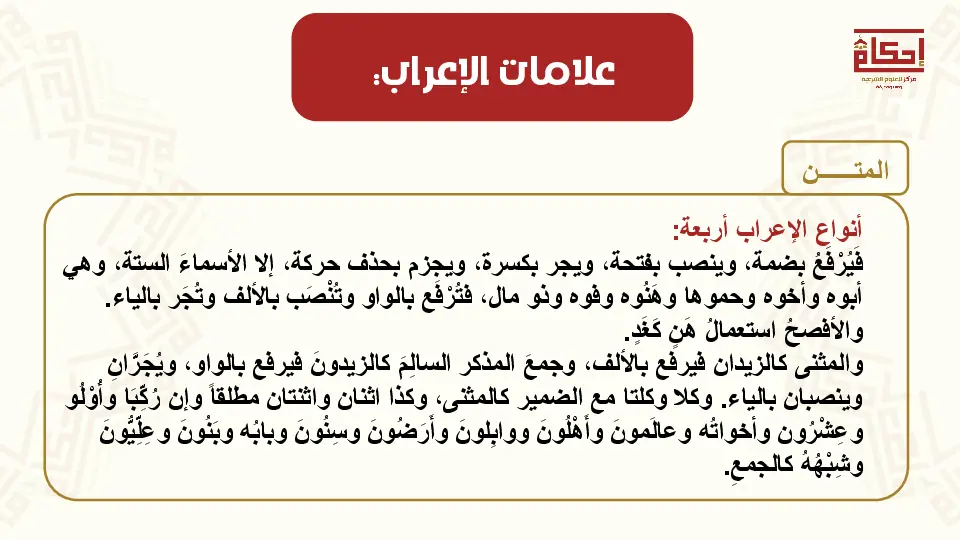 علامات الإعراب:
إحكام
مركز للعلوم الشرعية
المتـــــن
أنواع الإعراب أربعة:
فَيُرْفَعُ بضمة، وينصب بفتحة، ويجر بكسرة، ويجزم بحذف حركة، إلا الأسماءَ الستة، وهي
أبوه وأخوه وحموها وهَنُوه وفوه وذو مال، فتُرْفَع بالواو وتُنْصَب بالألف وتُجَر بالياء.
والأفصحُ استعمالُ هَنٍ كَغَدٍ.
والمثنى كالزيدان فيرفع بالألف، وجمعَ المذكر السالِمَ كالزيدونَ فيرفع بالواو، ويُجَرَّانِ
وينصبان بالياء. وكلا وكلتا مع الضمير كالمثنى، وكذا اثنان واثنتان مطلقاً وإن رُكِّبَا وأُوْلُو
وعِشْرُون وأخواتُه وعالَمونَ وأَهْلُونَ ووابِلونَ وأَرَضُونَ وسِنُونَ وبابُه وبَنُونَ وعِلِّيُّونَ
وشِبْهُهُ كالجمعِ.